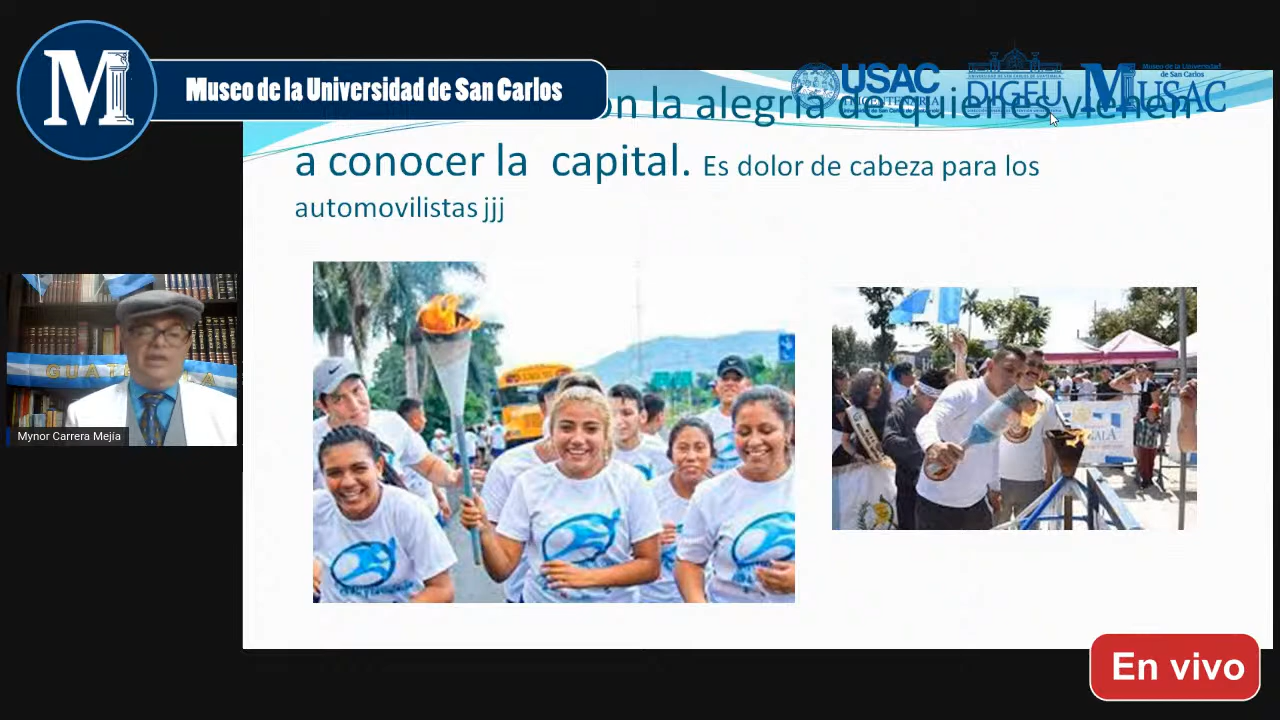 Museo de la Universidad de San Carlos
USAC
TRICENTENARIA
DIGEU
Museo de la Universidad
de San Carlos
MUSAC
on la alegría de quienes vienen
a conocer la capital. Es dolor de cabeza para los
automovilistas jjj
GUATEMALA
Mynor Carrera Mejía
En vivo